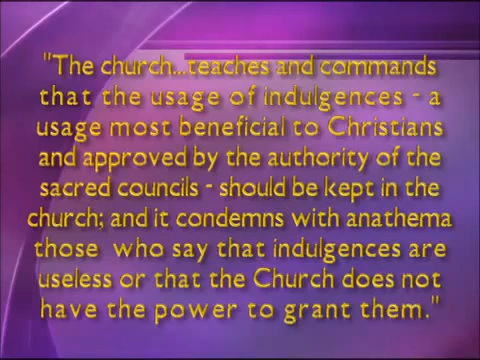 "The church...teaches and commands
that the usage of indulgences - a
usage most beneficial to Christians
and approved by the authority of the
sacred councils - should be kept in the
church; and it condemns with anathema
those who say that indulgences are
useless or that the Church does not
have the power to grant them."